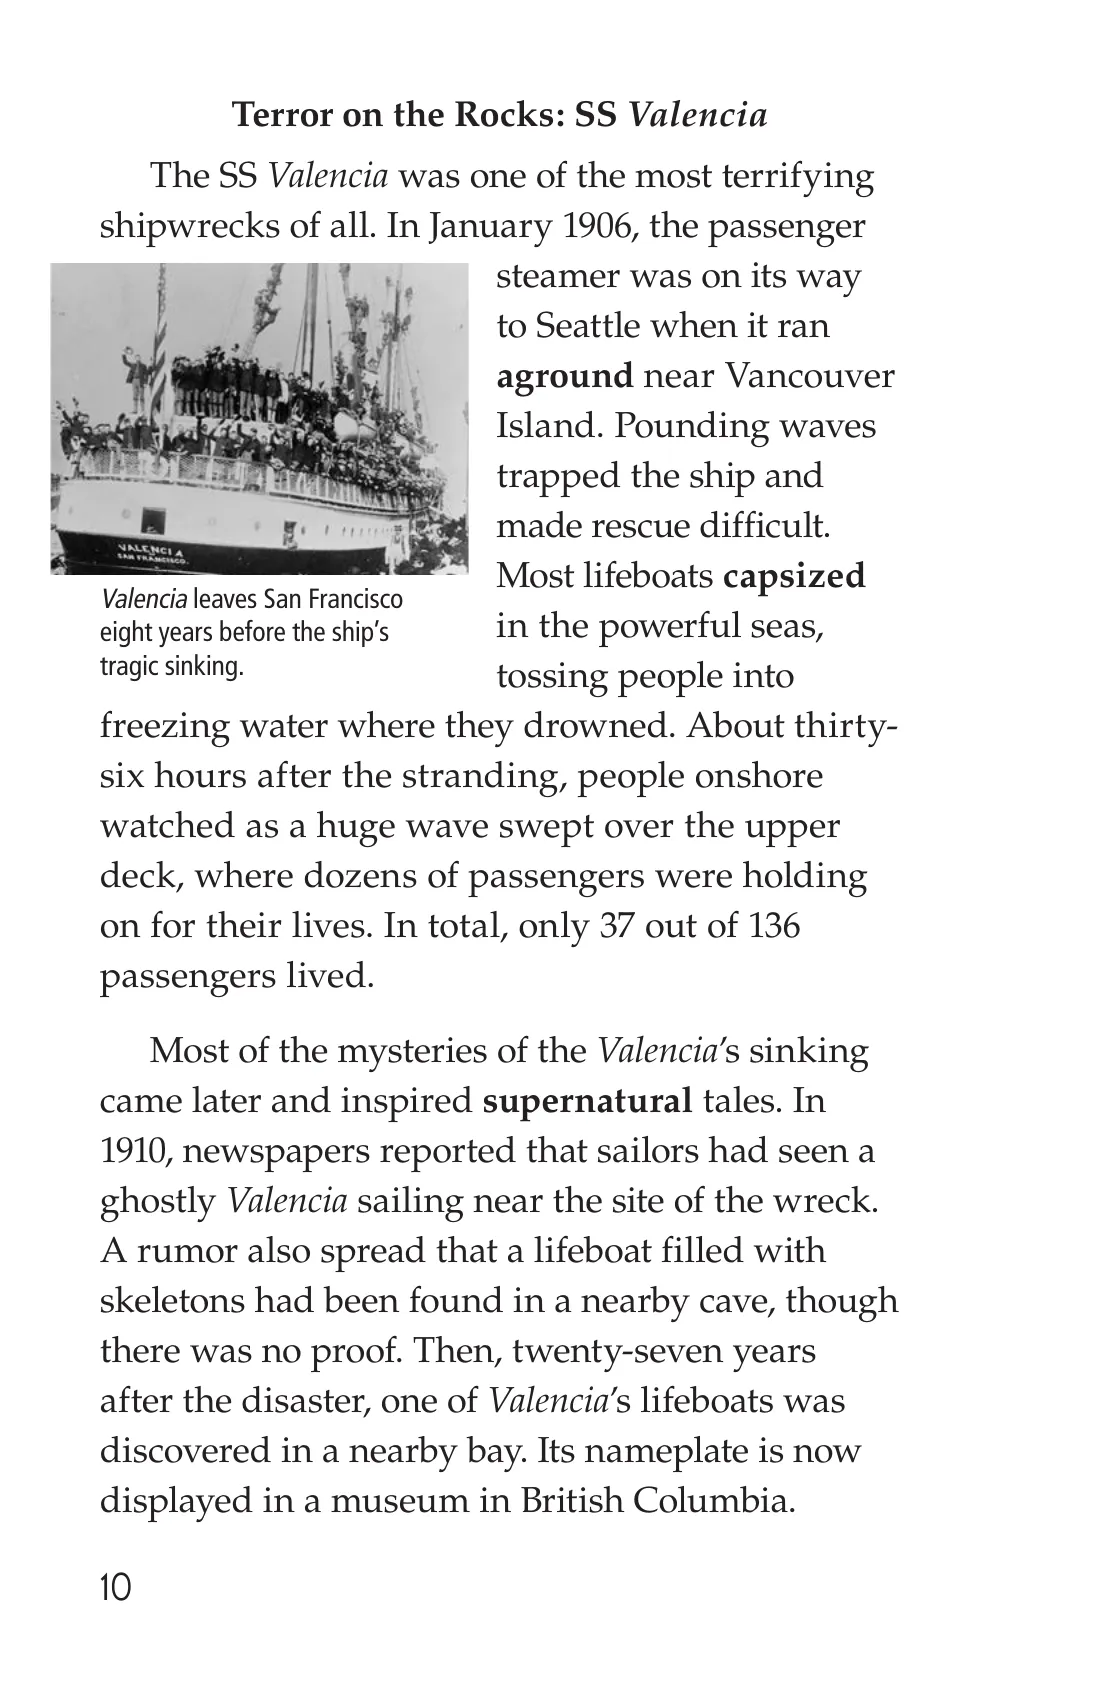 Terror on the Rocks: SS Valencia
The SS Valencia was one of the most terrifying
shipwrecks of all. In January 1906, the passenger
steamer was on its way
to Seattle when it ran
aground near Vancouver
Island. Pounding waves
trapped the ship and
made rescue difficult.
Most lifeboats capsized
in the powerful seas,
tossing people into
VALENCIA
SAN FRANCISCO.
Valencia leaves San Francisco
eight years before the ship's
tragic sinking.
freezing water where they drowned. About thirty-
six hours after the stranding, people onshore
watched as a huge wave swept over the upper
deck, where dozens of passengers were holding
on for their lives. In total, only 37 out of 136
passengers lived.
Most of the mysteries of the Valencia's sinking
came later and inspired supernatural tales. In
1910, newspapers reported that sailors had seen a
ghostly Valencia sailing near the site of the wreck.
A rumor also spread that a lifeboat filled with
skeletons had been found in a nearby cave, though
there was no proof. Then, twenty-seven years
after the disaster, one of Valencia's lifeboats was
discovered in a nearby bay. Its nameplate is now
displayed in a museum in British Columbia.
10